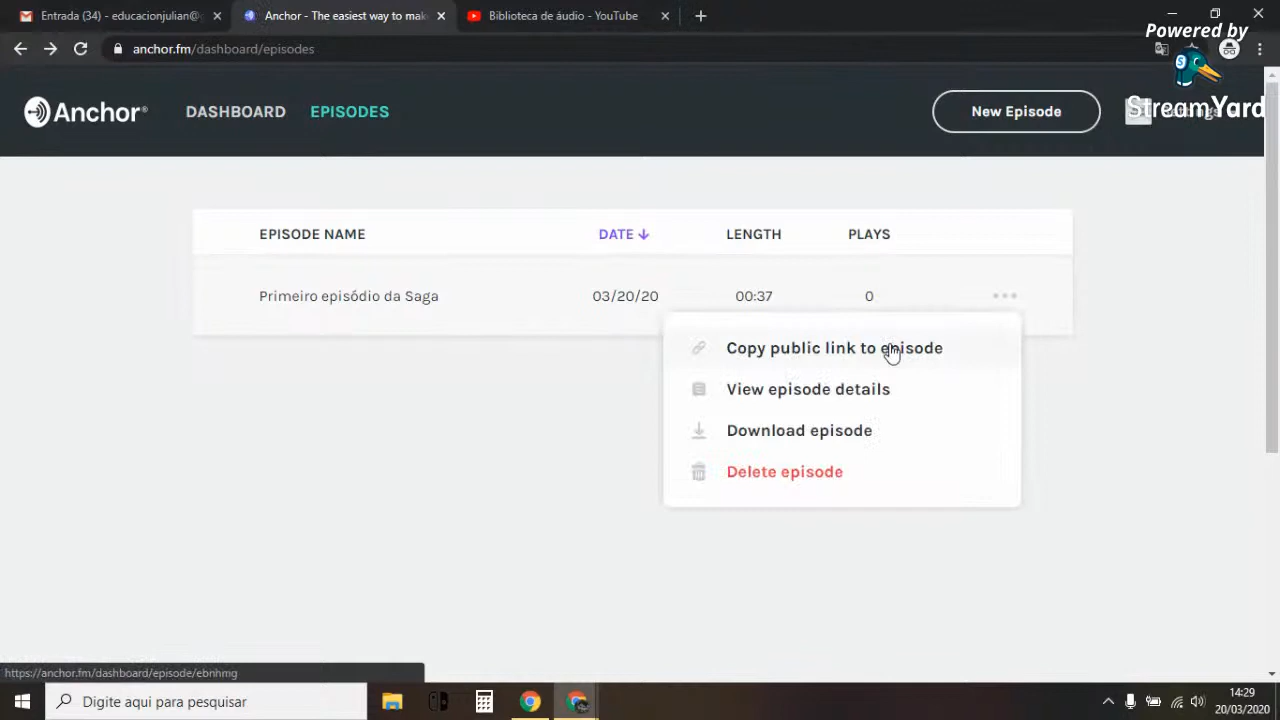 Entrada (34) - educacionjulian@
Anchor - The easiest way to mak
Biblioteca de áudio - YouTube
anchor.fm/dashboard/episodes
Powered by
StreamYard
Anchor®
DASHBOARD
EPISODES
New Episode
EPISODE NAME
DATE
LENGTH
PLAYS
Primeiro episódio da Saga
03/20/20
00:37
0
Copy public link to episode
View episode details
Download episode
Delete episode
https://anchor.fm/dashboard/episode/ebnhmg
Digite aqui para pesquisar
14:29
20/03/2020